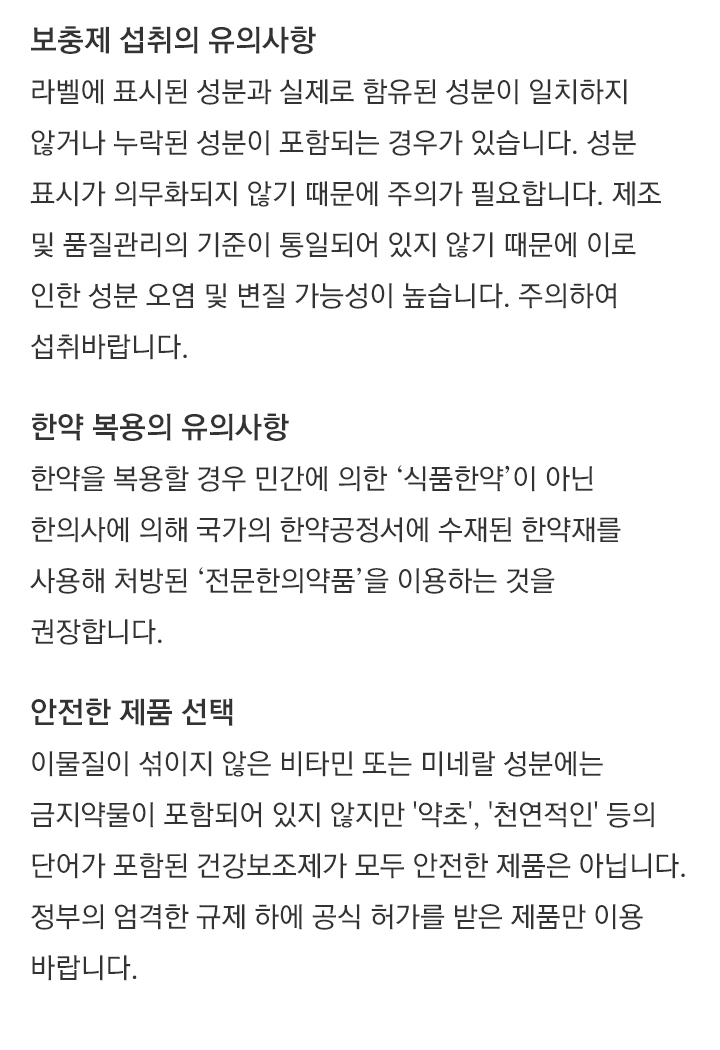 보충제 섭취의 유의사항
라벨에 표시된 성분과 실제로 함유된 성분이 일치하지
않거나 누락된 성분이 포함되는 경우가 있습니다. 성분
표시가 의무화되지 않기 때문에 주의가 필요합니다. 제조
및 품질관리의 기준이 통일되어 있지 않기 때문에 이로
인한 성분 오염 및 변질 가능성이 높습니다. 주의하여
섭취바랍니다.
한약 복용의 유의사항
한약을 복용할 경우 민간에 의한 ‘식품한약’이 아닌
한의사에 의해 국가의 한약공정서에 수재된 한약재를
사용해 처방된 ‘전문한의약품’을 이용하는 것을
권장합니다.
안전한 제품 선택
이물질이 섞이지 않은 비타민 또는 미네랄 성분에는
금지약물이 포함되어 있지 않지만 '약초', '천연적인' 등의
단어가 포함된 건강보조제가 모두 안전한 제품은 아닙니다.
정부의 엄격한 규제 하에 공식 허가를 받은 제품만 이용
바랍니다.